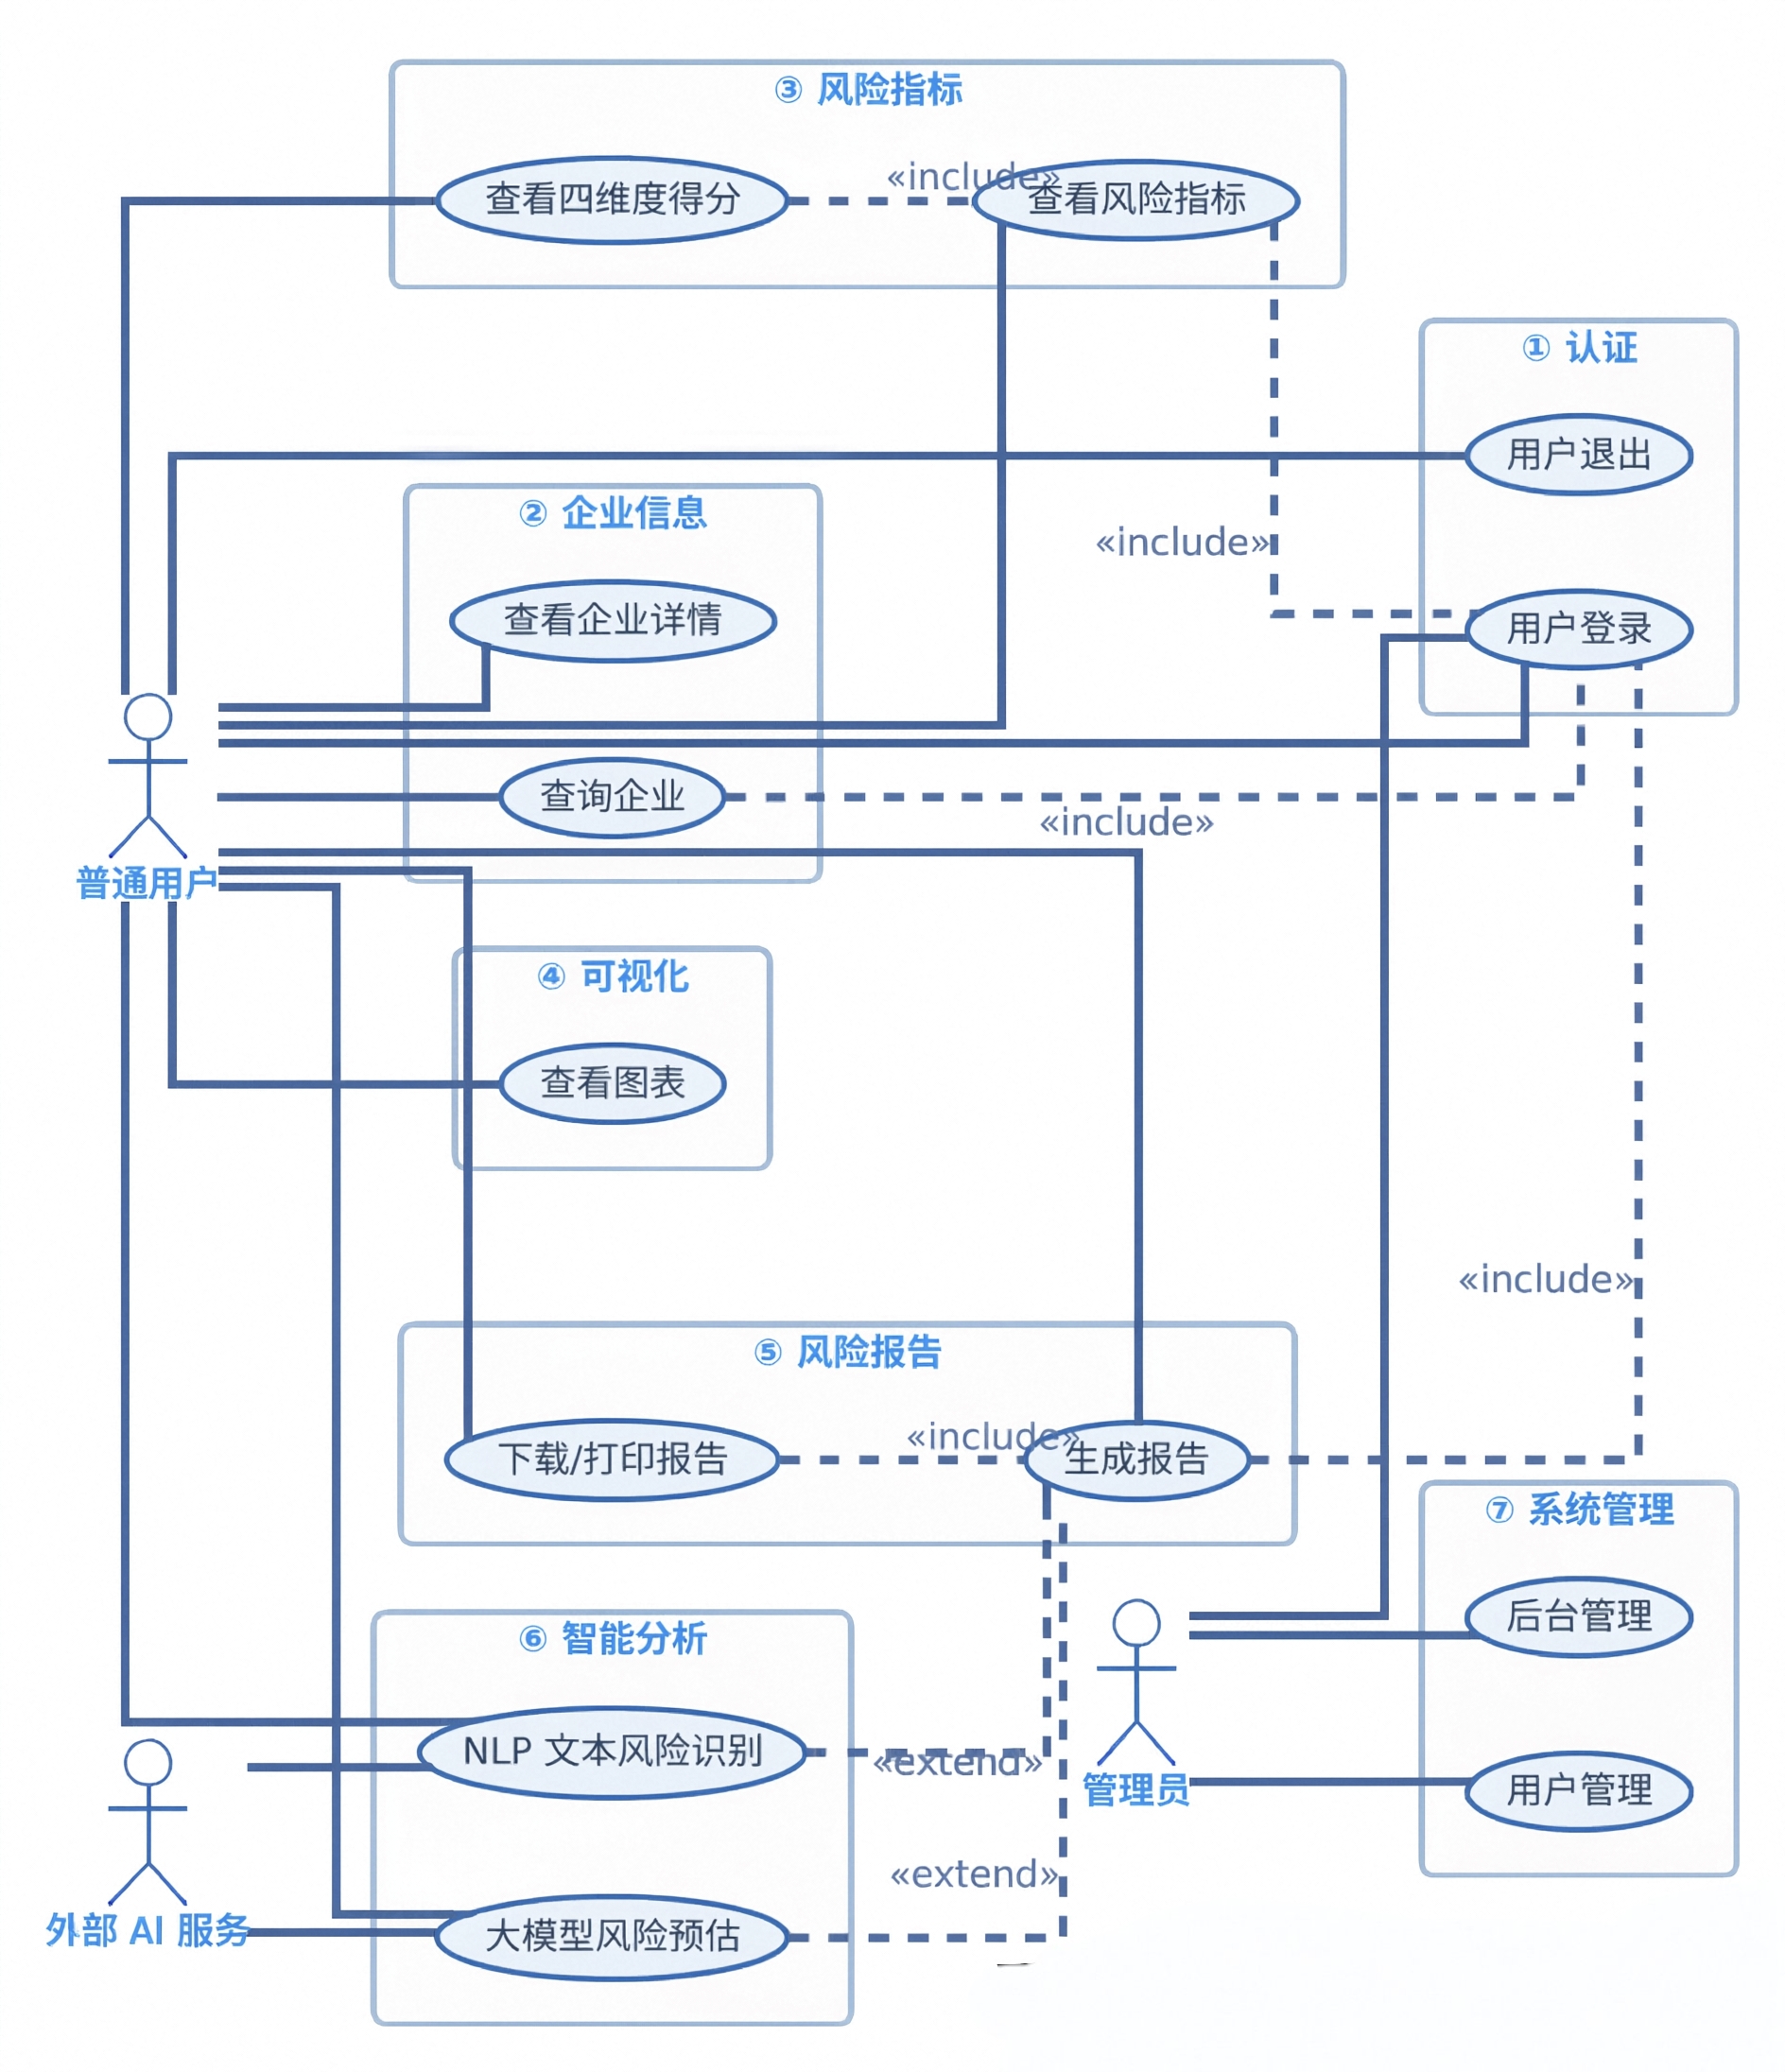 ③ 风险指标
«include»
查看四维度得分
查看风险指标
① 认证
用户退出
② 企业信息
«include»
查看企业详情
用户登录
查询企业
«include»
普通用户
④ 可视化
查看图表
«include»
⑤ 风险报告
«include»
下载/打印报告
生成报告
⑦ 系统管理
后台管理
⑥ 智能分析
NLP 文本风险识别
«extend»
管理员
用户管理
«extend»
外部 AI 服务
大模型风险预估